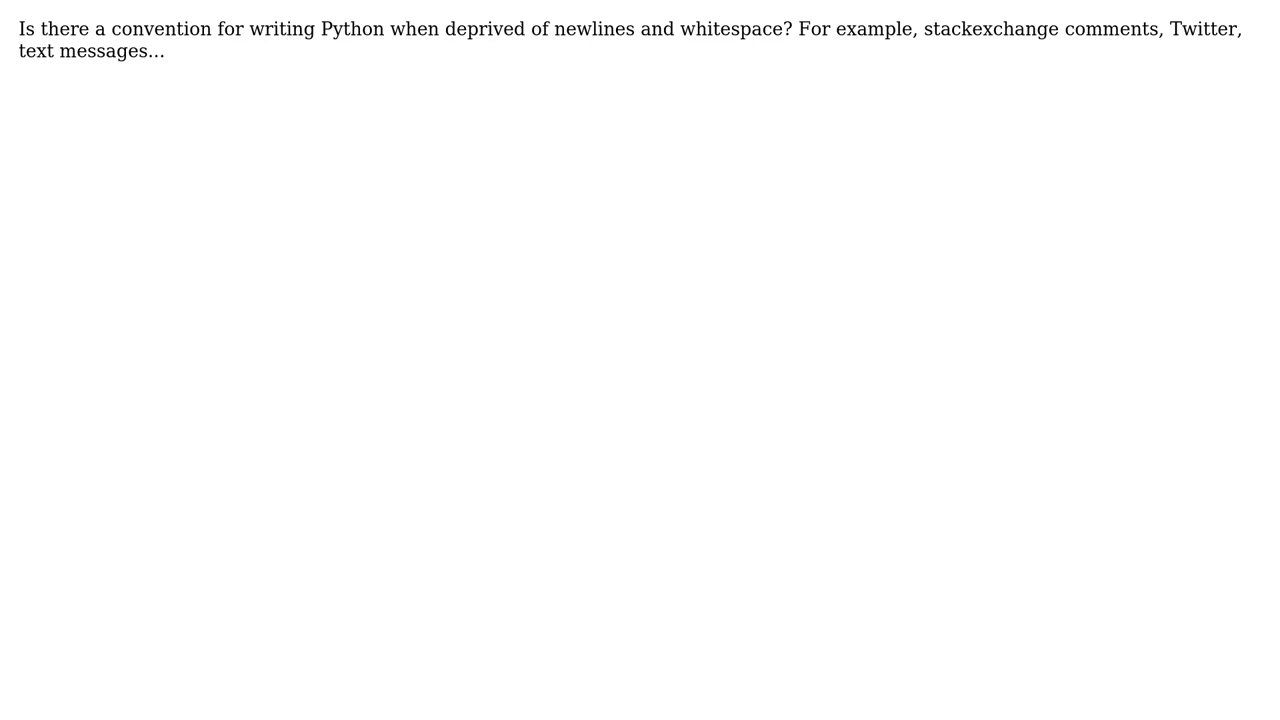 Is there a convention for writing Python when deprived of newlines and whitespace? For example, stackexchange comments, Twitter,
text messages...